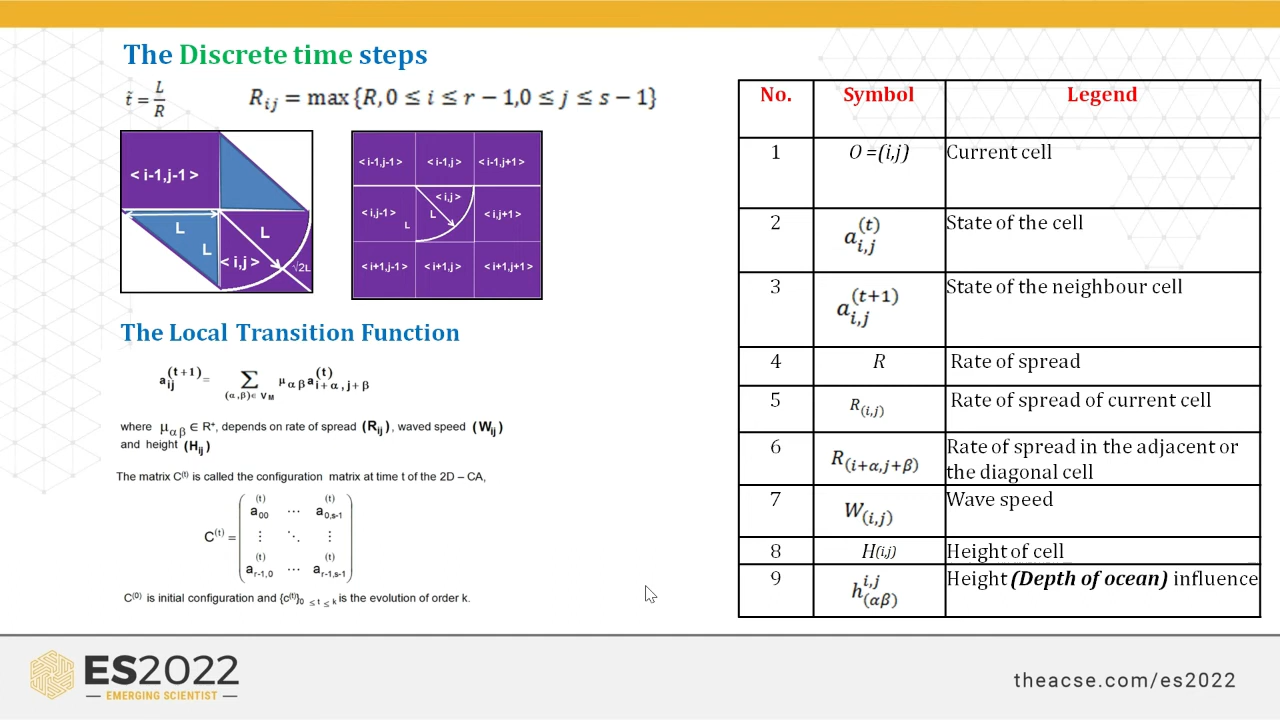 The Discrete time steps
t̃ = L/R
R_ij = max {R, 0 ≤ i ≤ r − 1,0 ≤ j ≤ s − 1}
< i-1,j-1 >
L
L
L
< i,j >
√2L
< i-1,j-1 > < i-1,j > < i-1,j+1 >
< i,j >
< i,j-1 > L < i,j+1 >
L
< i+1,j-1 > < i+1,j > < i+1,j+1 >
The Local Transition Function
a_ij^(t+1) = ∑_(α,β)∈ V_M μ_αβ a_i+α, j+β^(t)
where μ_αβ ∈ R⁺, depends on rate of spread (R_ij), waved speed (W_ij)
and height (H_ij)
The matrix C^(t) is called the configuration matrix at time t of the 2D – CA,
C^(t) =
a_00^(t) ⋯ a_0,s-1^(t)
⋮ ⋱ ⋮
a_r-1,0^(t) ⋯ a_r-1,s-1^(t)
C^(0) is initial configuration and {c^(t)}_0 ≤ t ≤ k is the evolution of order k.
No. Symbol Legend
1 O =(i,j) Current cell
2 a_i,j^(t) State of the cell
3 a_i,j^(t+1) State of the neighbour cell
4 R Rate of spread
5 R_(i,j) Rate of spread of current cell
6 R_(i+α,j+β) Rate of spread in the adjacent or
the diagonal cell
7 W_(i,j) Wave speed
8 H(i,j) Height of cell
9 h_(αβ)^i,j Height (Depth of ocean) influence
ES2022
EMERGING SCIENTIST
theacse.com/es2022